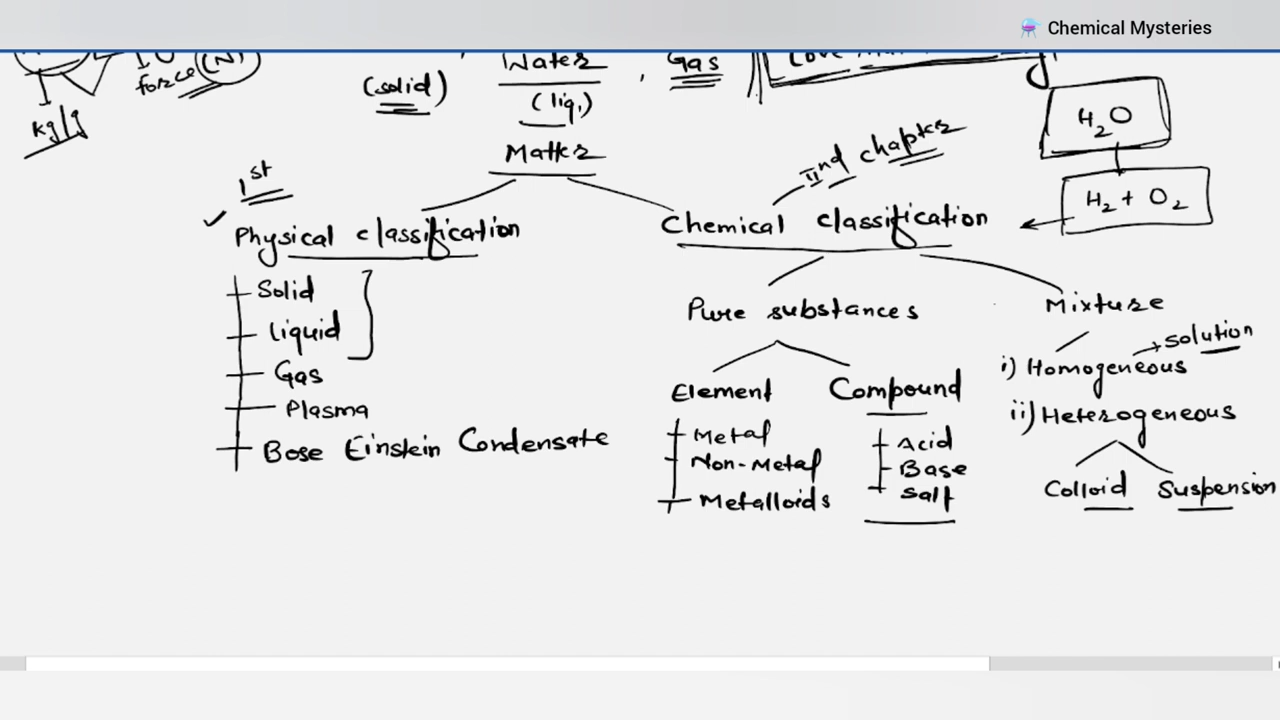 Chemical Mysteries
force (N)
kg/g
(solid)
Water
(liq.)
, Gas
H2O
H2 + O2
Matter
1st
IInd chapter
✓ Physical classification
Chemical classification
Solid
liquid
Gas
Plasma
Bose Einstein Condensate
Pure substances
Mixture
Element
Compound
Metal
Non-Metal
Metalloids
Acid
Base
Salt
i) Homogeneous → solution
ii) Heterogeneous
Colloid Suspension